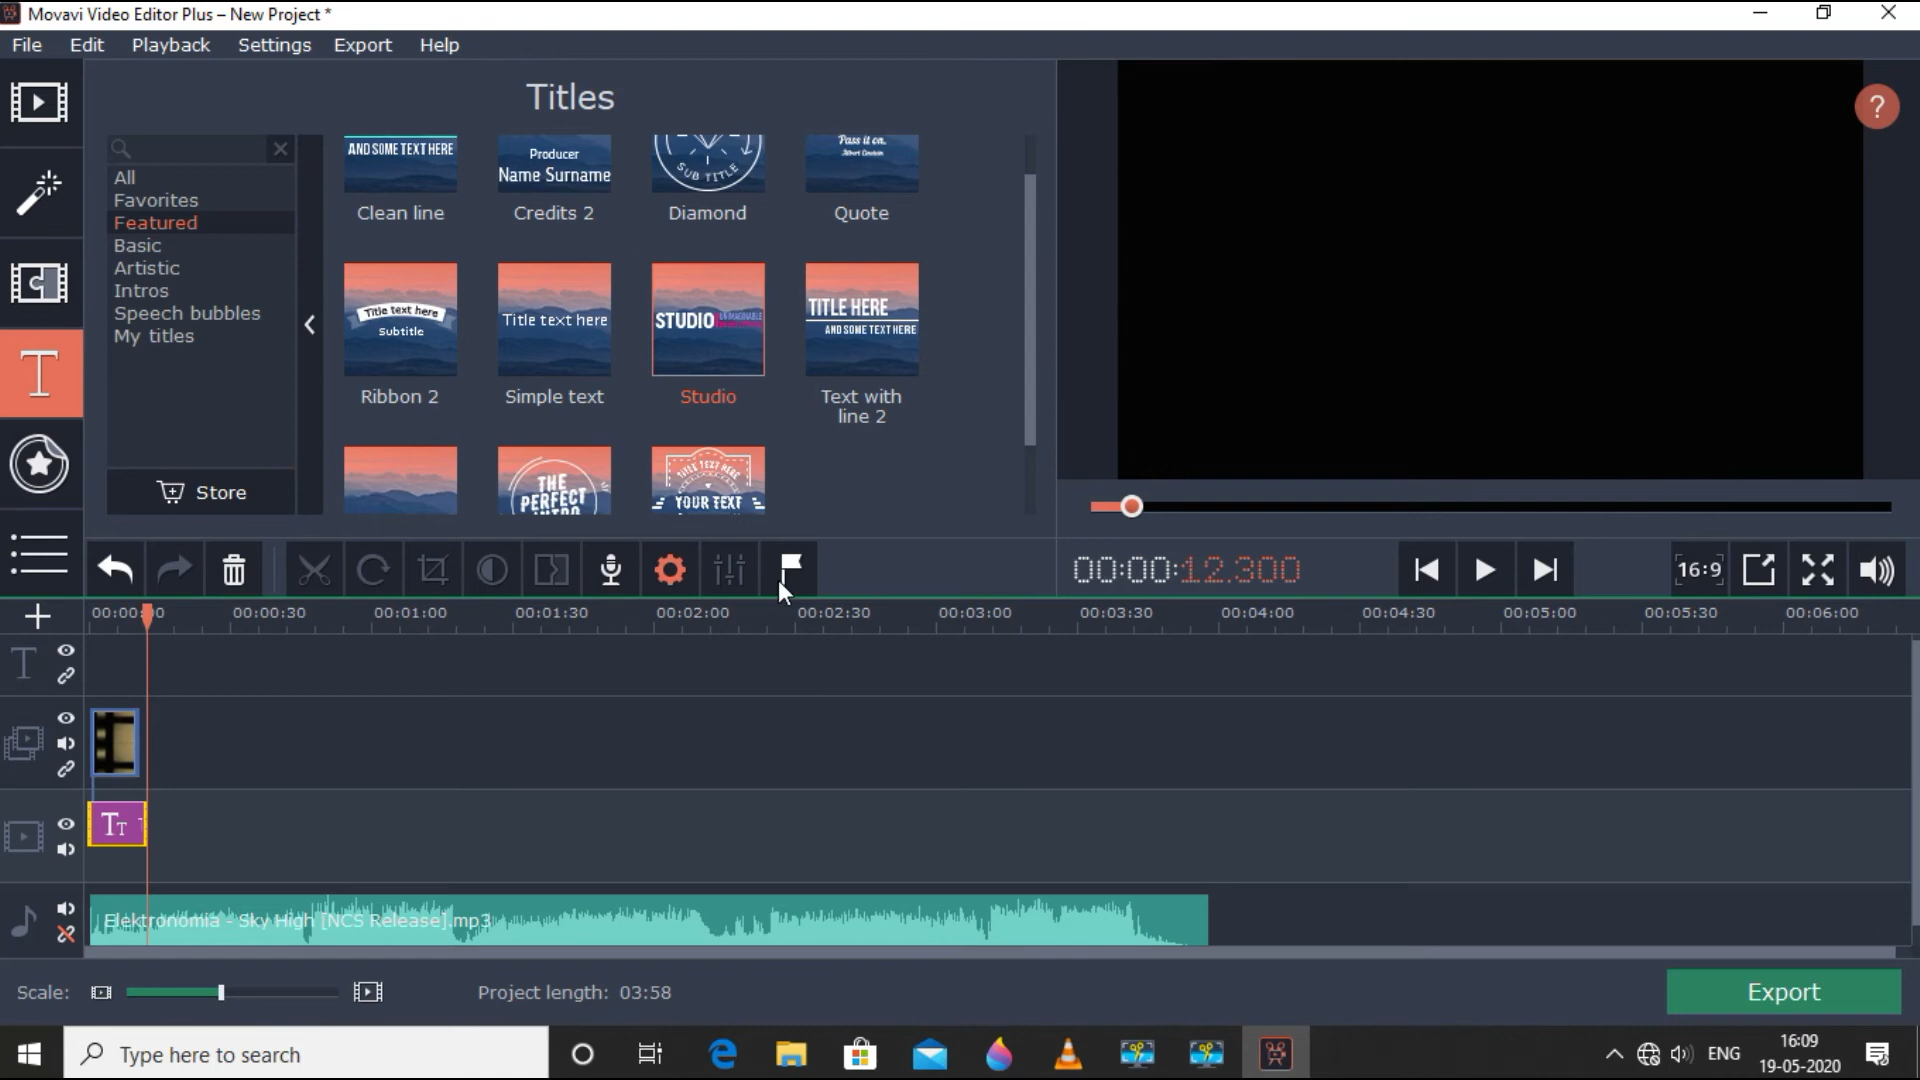 Movavi Video Editor Plus – New Project *
File Edit Playback Settings Export Help
Titles
All
Favorites
Featured
Basic
Artistic
Intros
Speech bubbles
My titles
Store
AND SOME TEXT HERE
Clean line
Producer
Name Surname
Credits 2
SUB TITLE
Diamond
Pass it on.
Albert Einstein
Quote
Title text here
Subtitle
Ribbon 2
Title text here
Simple text
STUDIO UNIMAGINABLE
Studio
TITLE HERE
AND SOME TEXT HERE
Text with
line 2
THE
PERFECT
INTRO
TITLE TEXT HERE
YOUR TEXT
?
00:00:12.300
16:9
00:00:00 00:00:30 00:01:00 00:01:30 00:02:00 00:02:30 00:03:00 00:03:30 00:04:00 00:04:30 00:05:00 00:05:30 00:06:00
Elektronomia - Sky High [NCS Release].mp3
Scale:
Project length: 03:58
Export
Type here to search
ENG
16:09
19-05-2020